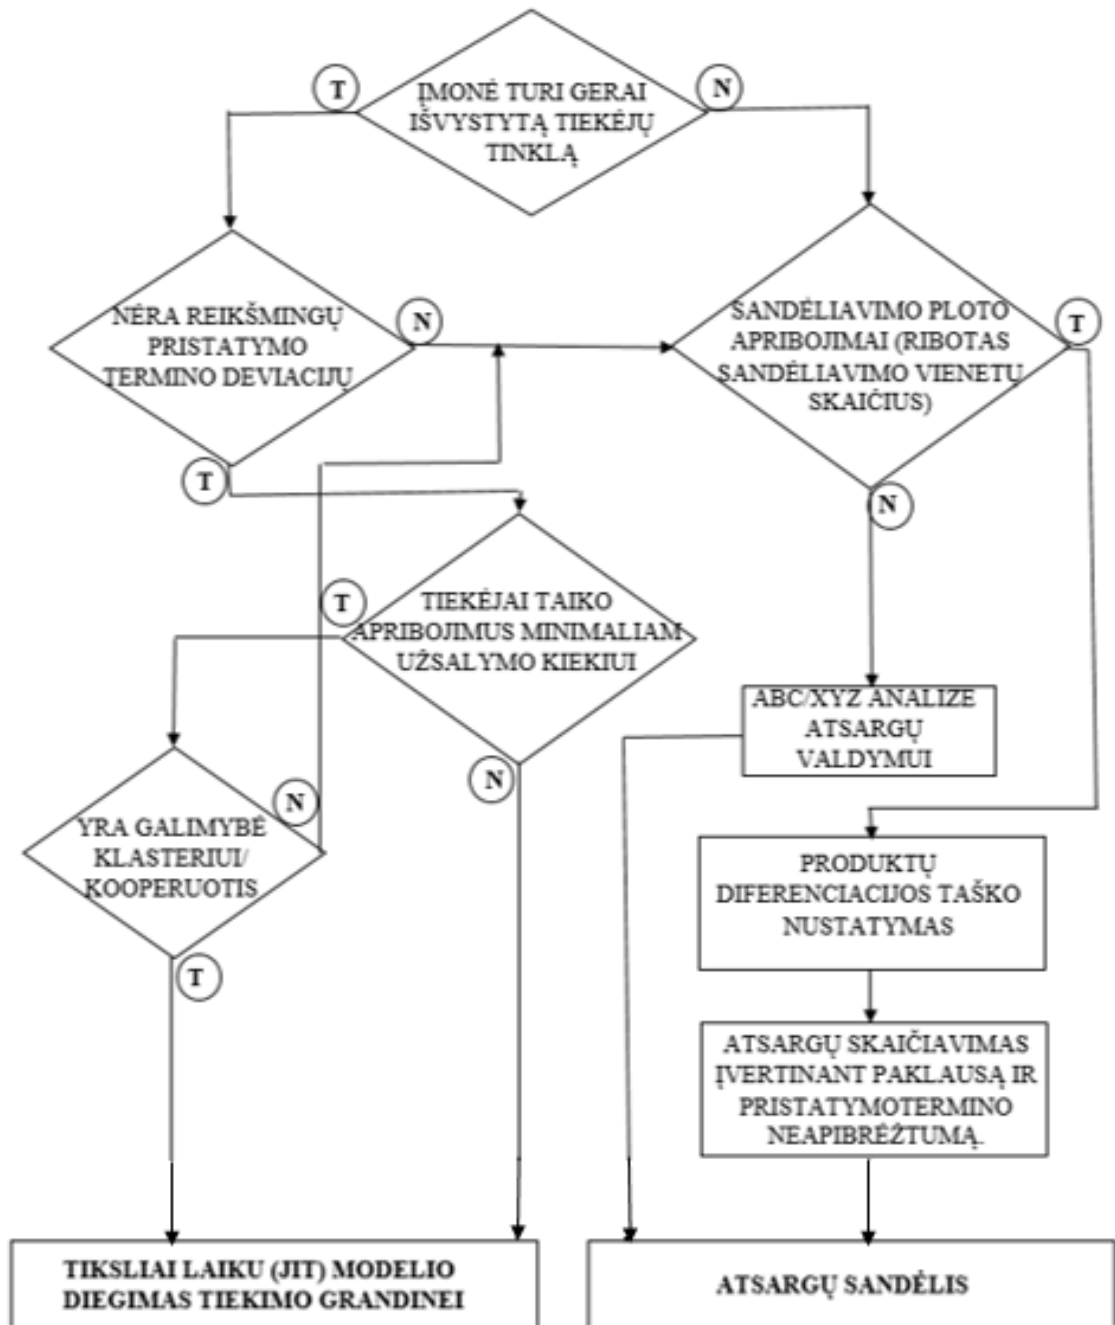 T
ĮMONĖ TURI GERAI
IŠVYSTYTĄ TIEKĖJŲ
TINKLĄ
N
NĖRA REIKŠMINGŲ
PRISTATYMO
TERMINO DEVIACIJŲ
N
T
SANDĖLIAVIMO PLOTO
APRIBOJIMAI (RIBOTAS
SANDĖLIAVIMO VIENETŲ
SKAIČIUS)
T
N
T
TIEKĖJAI TAIKO
APRIBOJIMUS MINIMALIAM
UŽSALYMO KIEKIUI
N
YRA GALIMYBĖ
KLASTERIUI/
KOOPERUOTIS
N
T
ABC/XYZ ANALIZE
ATSARGŲ
VALDYMUI
PRODUKTŲ
DIFERENCIACIJOS TAŠKO
NUSTATYMAS
ATSARGŲ SKAIČIAVIMAS
ĮVERTINANT PAKLAUSĄ IR
PRISTATYMOTERMINO
NEAPIBRĖŽTUMĄ.
TIKSLIAI LAIKU (JIT) MODELIO
DIEGIMAS TIEKIMO GRANDINEI
ATSARGŲ SANDĖLIS